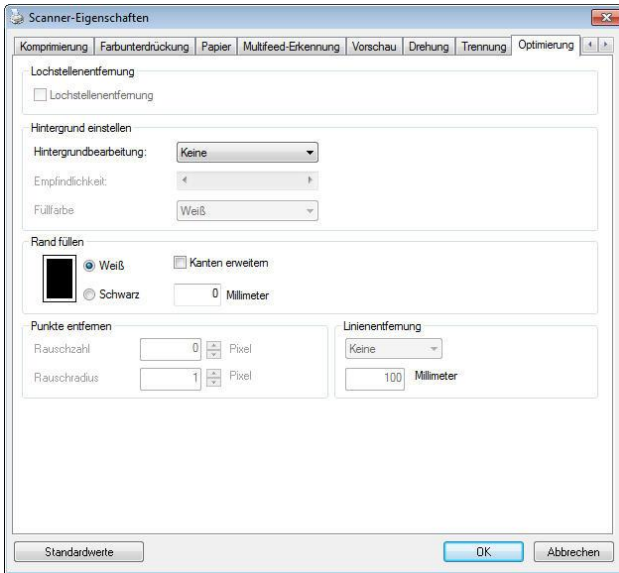 Scanner-Eigenschaften
Komprimierung Farbunterdrückung Papier Multifeed-Erkennung Vorschau Drehung Trennung Optimierung
Lochstellenentfernung
Lochstellenentfernung
Hintergrund einstellen
Hintergrundbearbeitung: Keine
Empfindlichkeit:
Füllfarbe Weiß
Rand füllen
Weiß Kanten erweitern
Schwarz 0 Millimeter
Punkte entfernen Linienentfernung
Rauschzahl 0 Pixel Keine
Rauschradius 1 Pixel 100 Millimeter
Standardwerte OK Abbrechen